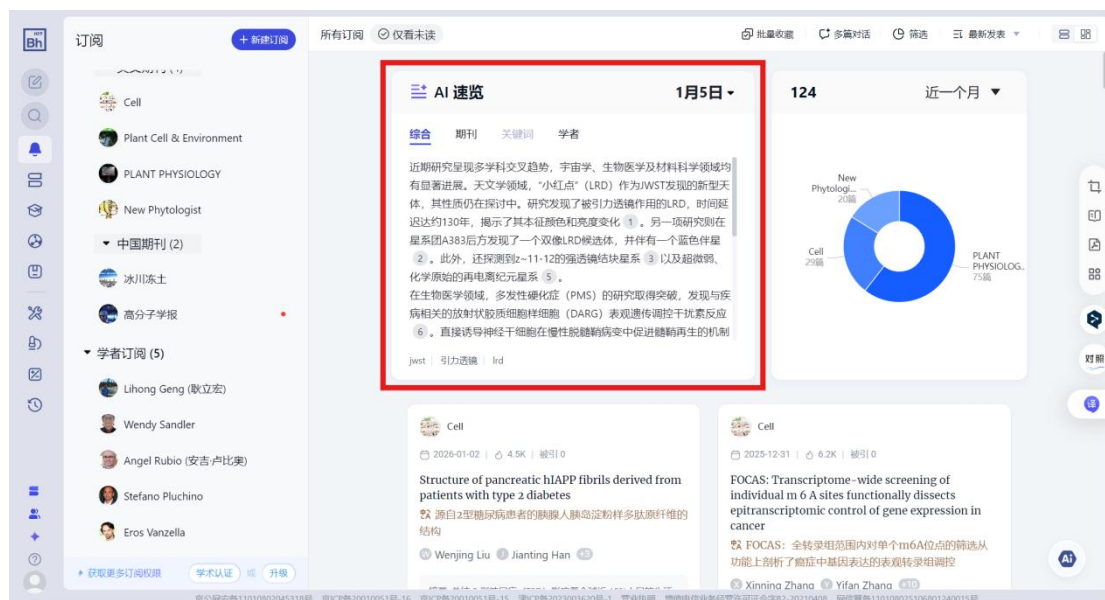 Bh
订阅
+ 新建订阅
Cell
Plant Cell & Environment
PLANT PHYSIOLOGY
New Phytologist
中国期刊 (2)
冰川冻土
高分子学报
学者订阅 (5)
Lihong Geng (耿立宏)
Wendy Sandler
Angel Rubio (安吉·卢比奥)
Stefano Pluchino
Eros Vanzella
获取更多订阅权限 学术认证 或 升级
所有订阅 仅看未读
批量收藏 多篇对话 筛选 最新发表
AI 速览 1月5日
综合 期刊 关键词 学者
近期研究呈现多学科交叉趋势，宇宙学、生物医学及材料科学领域均
有显著进展。天文学领域，“小红点”（LRD）作为JWST发现的新型天
体，其性质仍在探讨中。研究发现了被引力透镜作用的LRD，时间延
迟达约130年，揭示了其本征颜色和亮度变化 1 。另一项研究则在
星系团A383后方发现了一个双像LRD候选体，并伴有一个蓝色伴星
2 。此外，还探测到z~11-12的强透镜结块星系 3 以及超微弱、
化学原始的再电离纪元星系 5 。
在生物医学领域，多发性硬化症（PMS）的研究取得突破，发现与疾
病相关的放射状胶质细胞样细胞（DARG）表观遗传调控干扰素反应
6 。直接诱导神经干细胞在慢性脱髓鞘病变中促进髓鞘再生的机制
jwst | 引力透镜 | lrd
124 近一个月
New
Phytologi...
20篇
Cell
29篇
PLANT
PHYSIOLOG..
75篇
Cell
2026-01-02 | 4.5K | 被引 0
Structure of pancreatic hIAPP fibrils derived from
patients with type 2 diabetes
源自2型糖尿病患者的胰腺人胰岛淀粉样多肽原纤维的
结构
Wenjing Liu Jianting Han +3
Cell
2025-12-31 | 6.2K | 被引 0
FOCAS: Transcriptome-wide screening of
individual m 6 A sites functionally dissects
epitranscriptomic control of gene expression in
cancer
FOCAS：全转录组范围内对单个m6A位点的筛选从
功能上剖析了癌症中基因表达的表观转录组调控
Xinning Zhang Yifan Zhang +10
对照
译
Ai